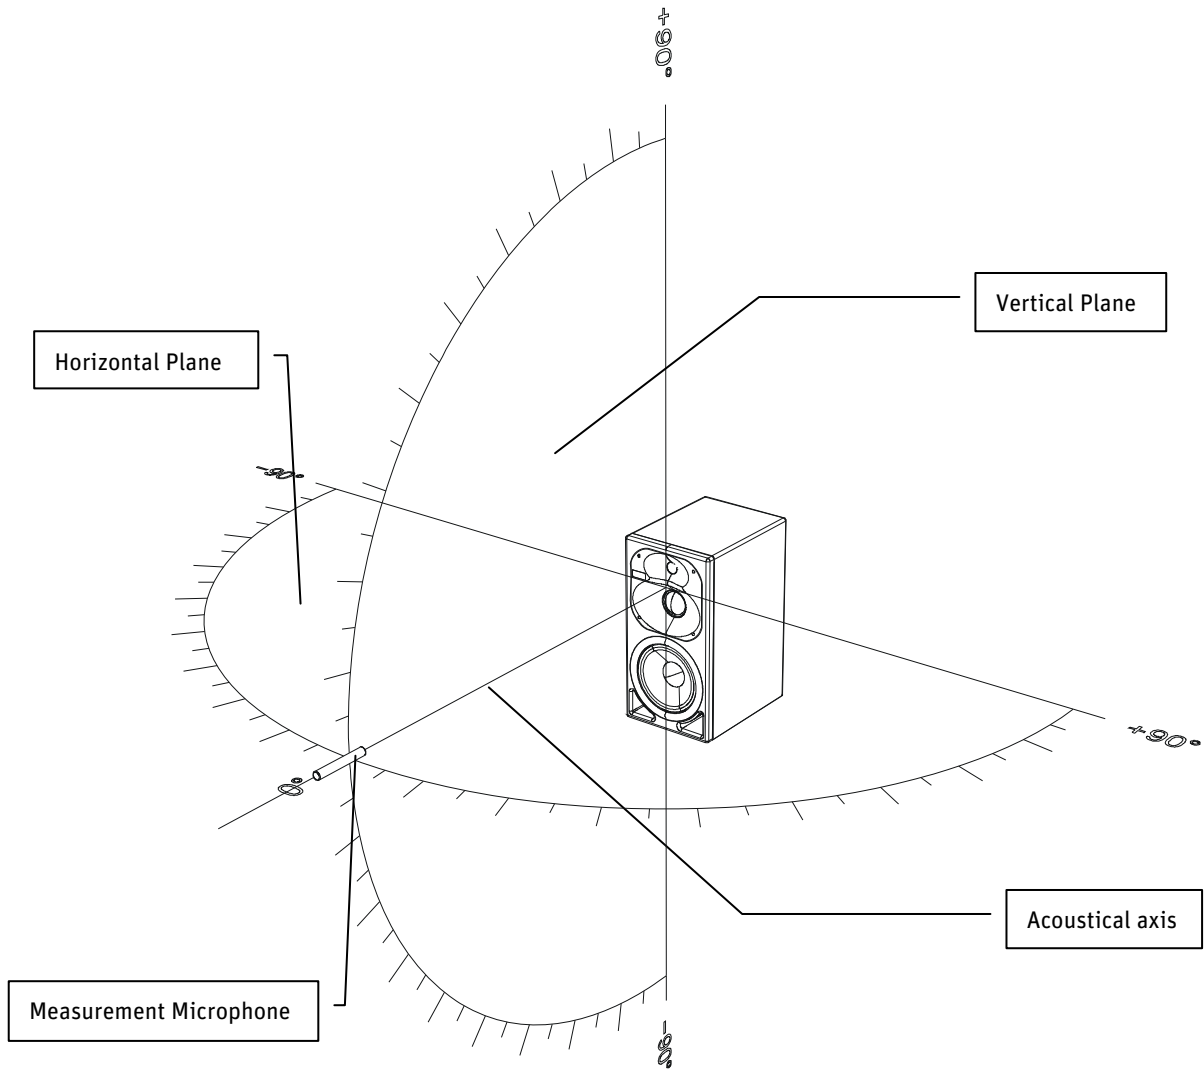 +90°
Vertical Plane
Horizontal Plane
-90°
+90°
0°
Acoustical axis
Measurement Microphone
-90°